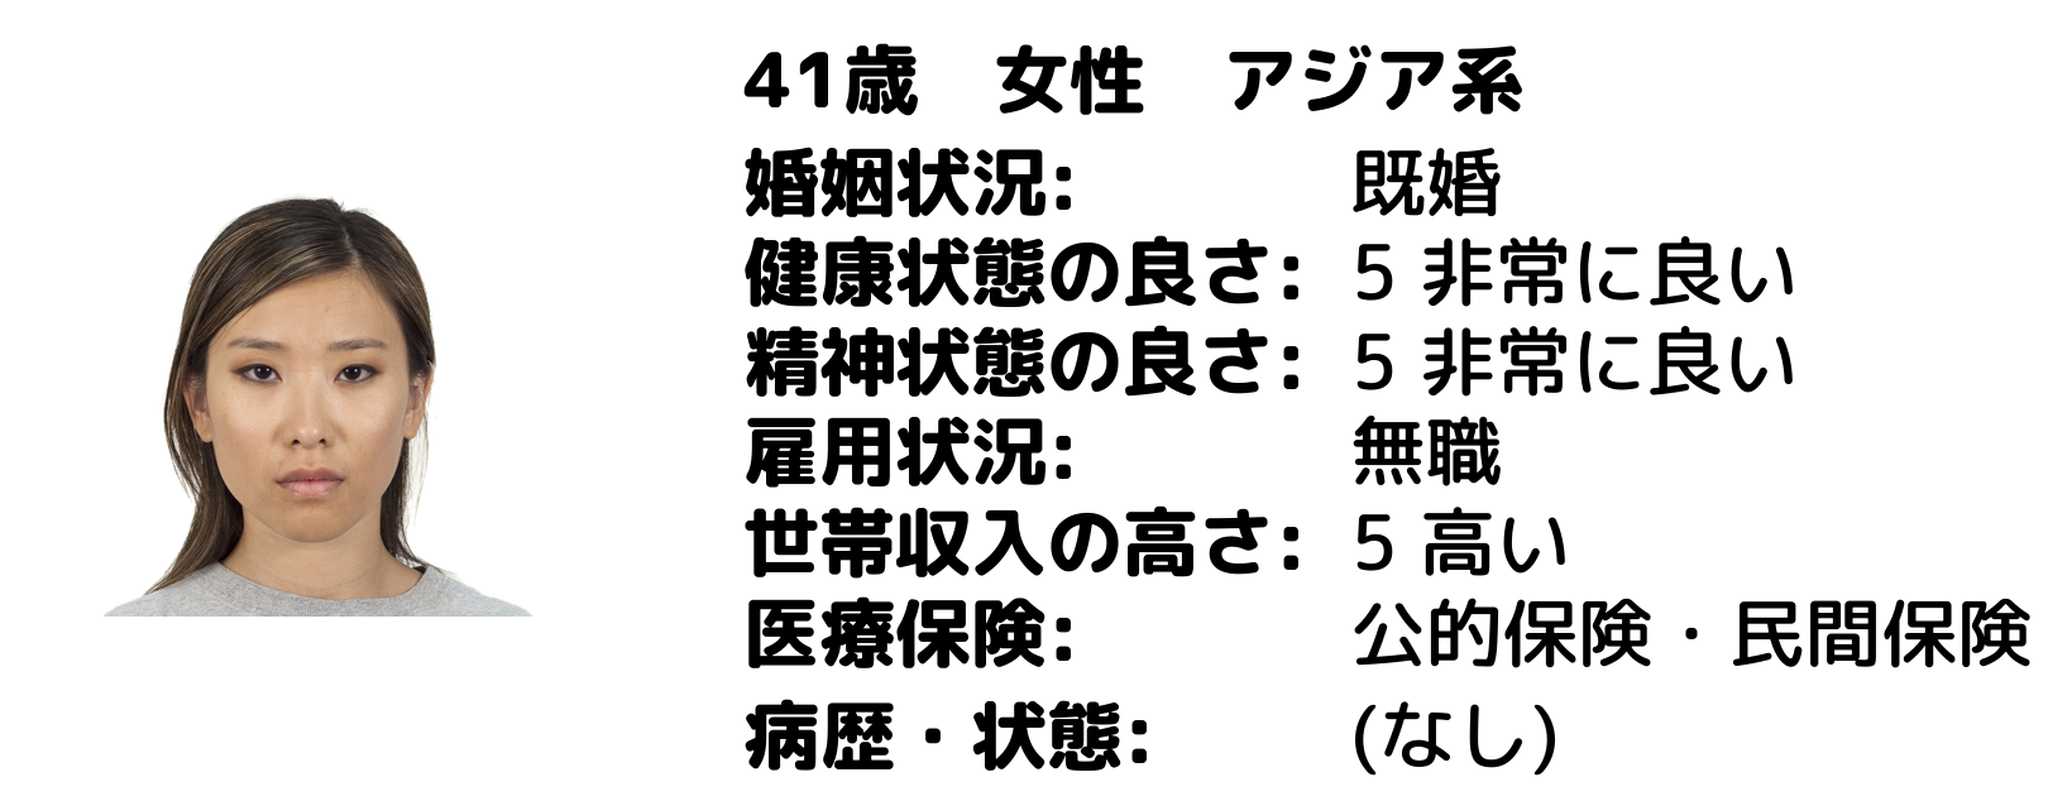 41歳　女性　アジア系
婚姻状況: 既婚
健康状態の良さ: 5 非常に良い
精神状態の良さ: 5 非常に良い
雇用状況: 無職
世帯収入の高さ: 5 高い
医療保険: 公的保険・民間保険
病歴・状態: (なし)